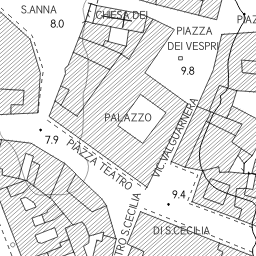 S.ANNA
8.0
CHIESA DEI
PIAZZA
DEI VESPRI
9.8
PIAZ
PALAZZO
VIC.VALGUARNERA
7.9
PIAZZA TEATRO
9.4
TRO S.CECILIA
DI S.CECILIA